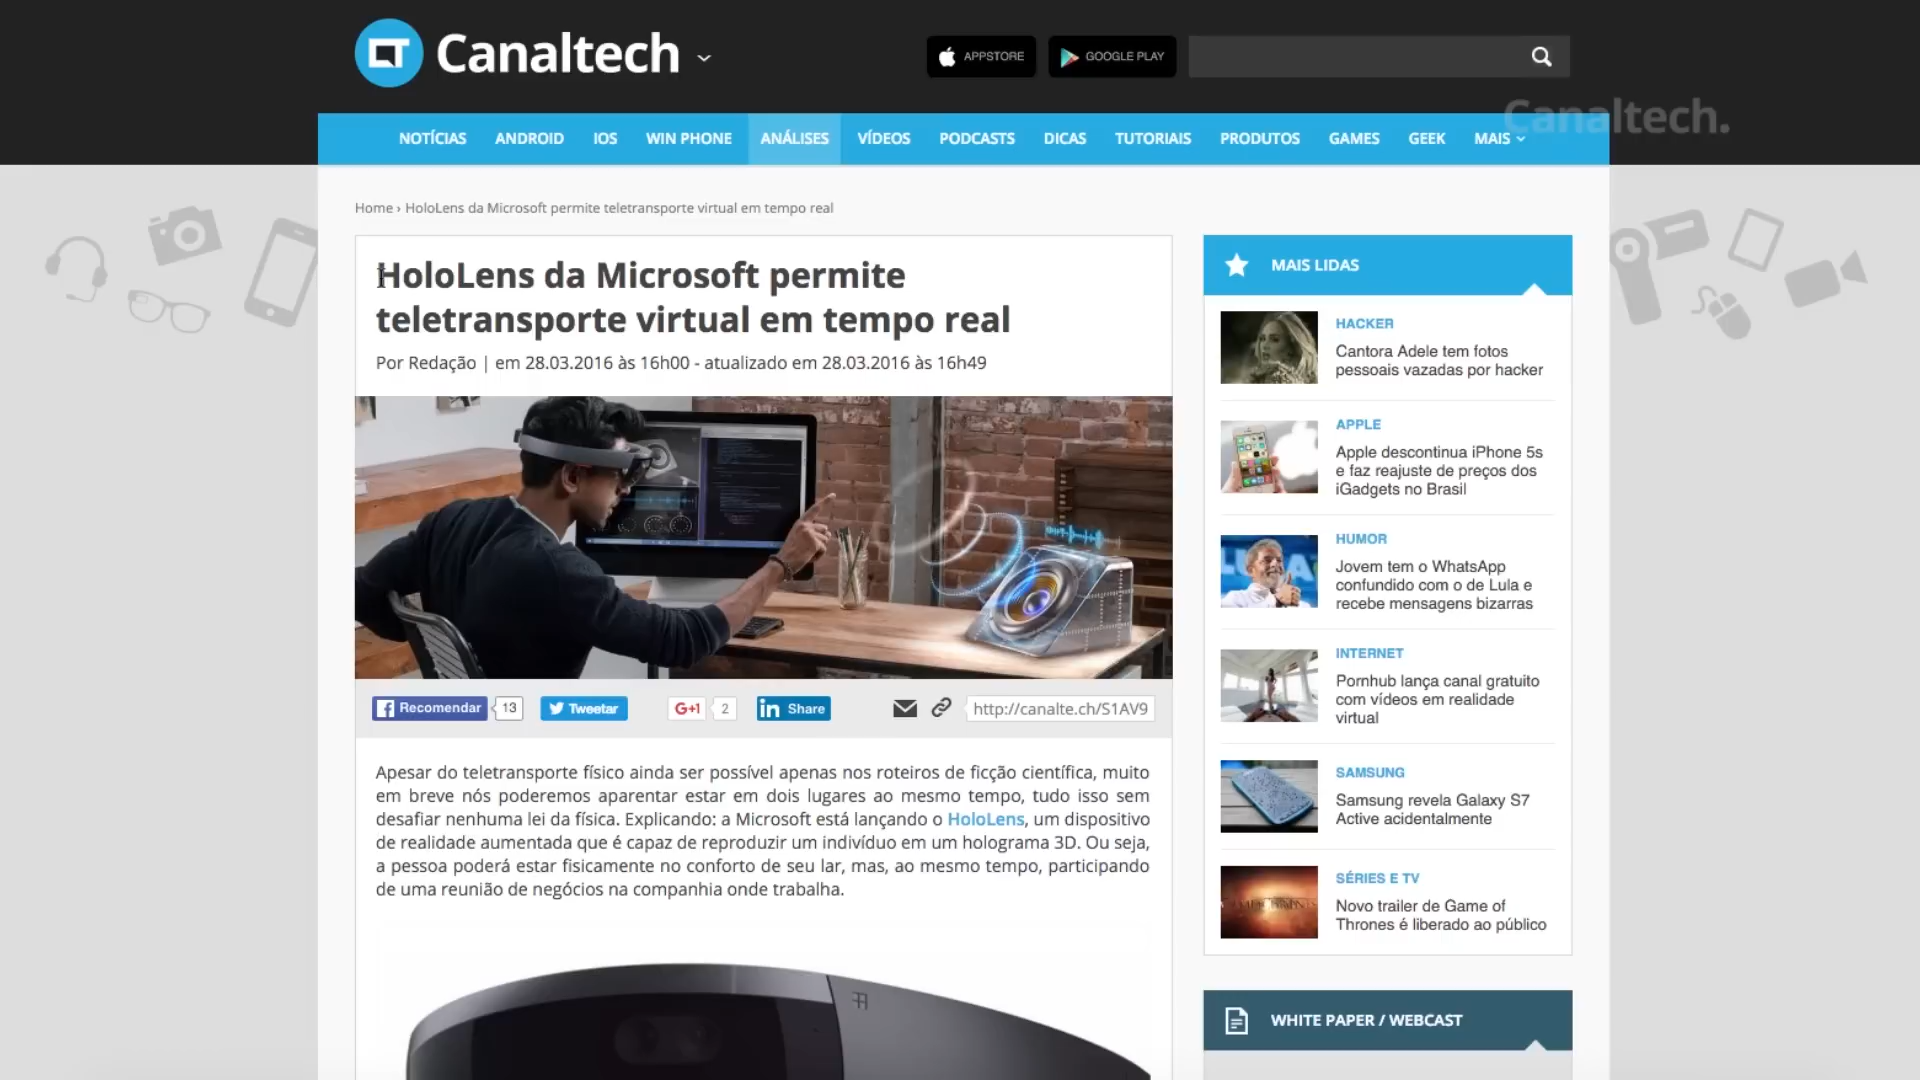 Canaltech
APPSTORE
GOOGLE PLAY
Canaltech.
NOTÍCIAS ANDROID IOS WIN PHONE ANÁLISES VÍDEOS PODCASTS DICAS TUTORIAIS PRODUTOS GAMES GEEK MAIS
Home › HoloLens da Microsoft permite teletransporte virtual em tempo real
HoloLens da Microsoft permite
teletransporte virtual em tempo real
Por Redação | em 28.03.2016 às 16h00 - atualizado em 28.03.2016 às 16h49
Recomendar 13 Tweetar G+1 2 in Share http://canalte.ch/S1AV9
Apesar do teletransporte físico ainda ser possível apenas nos roteiros de ficção científica, muito
em breve nós poderemos aparentar estar em dois lugares ao mesmo tempo, tudo isso sem
desafiar nenhuma lei da física. Explicando: a Microsoft está lançando o HoloLens, um dispositivo
de realidade aumentada que é capaz de reproduzir um indivíduo em um holograma 3D. Ou seja,
a pessoa poderá estar fisicamente no conforto de seu lar, mas, ao mesmo tempo, participando
de uma reunião de negócios na companhia onde trabalha.
MAIS LIDAS
HACKER
Cantora Adele tem fotos
pessoais vazadas por hacker
APPLE
Apple descontinua iPhone 5s
e faz reajuste de preços dos
iGadgets no Brasil
HUMOR
Jovem tem o WhatsApp
confundido com o de Lula e
recebe mensagens bizarras
INTERNET
Pornhub lança canal gratuito
com vídeos em realidade
virtual
SAMSUNG
Samsung revela Galaxy S7
Active acidentalmente
SÉRIES E TV
Novo trailer de Game of
Thrones é liberado ao público
WHITE PAPER / WEBCAST